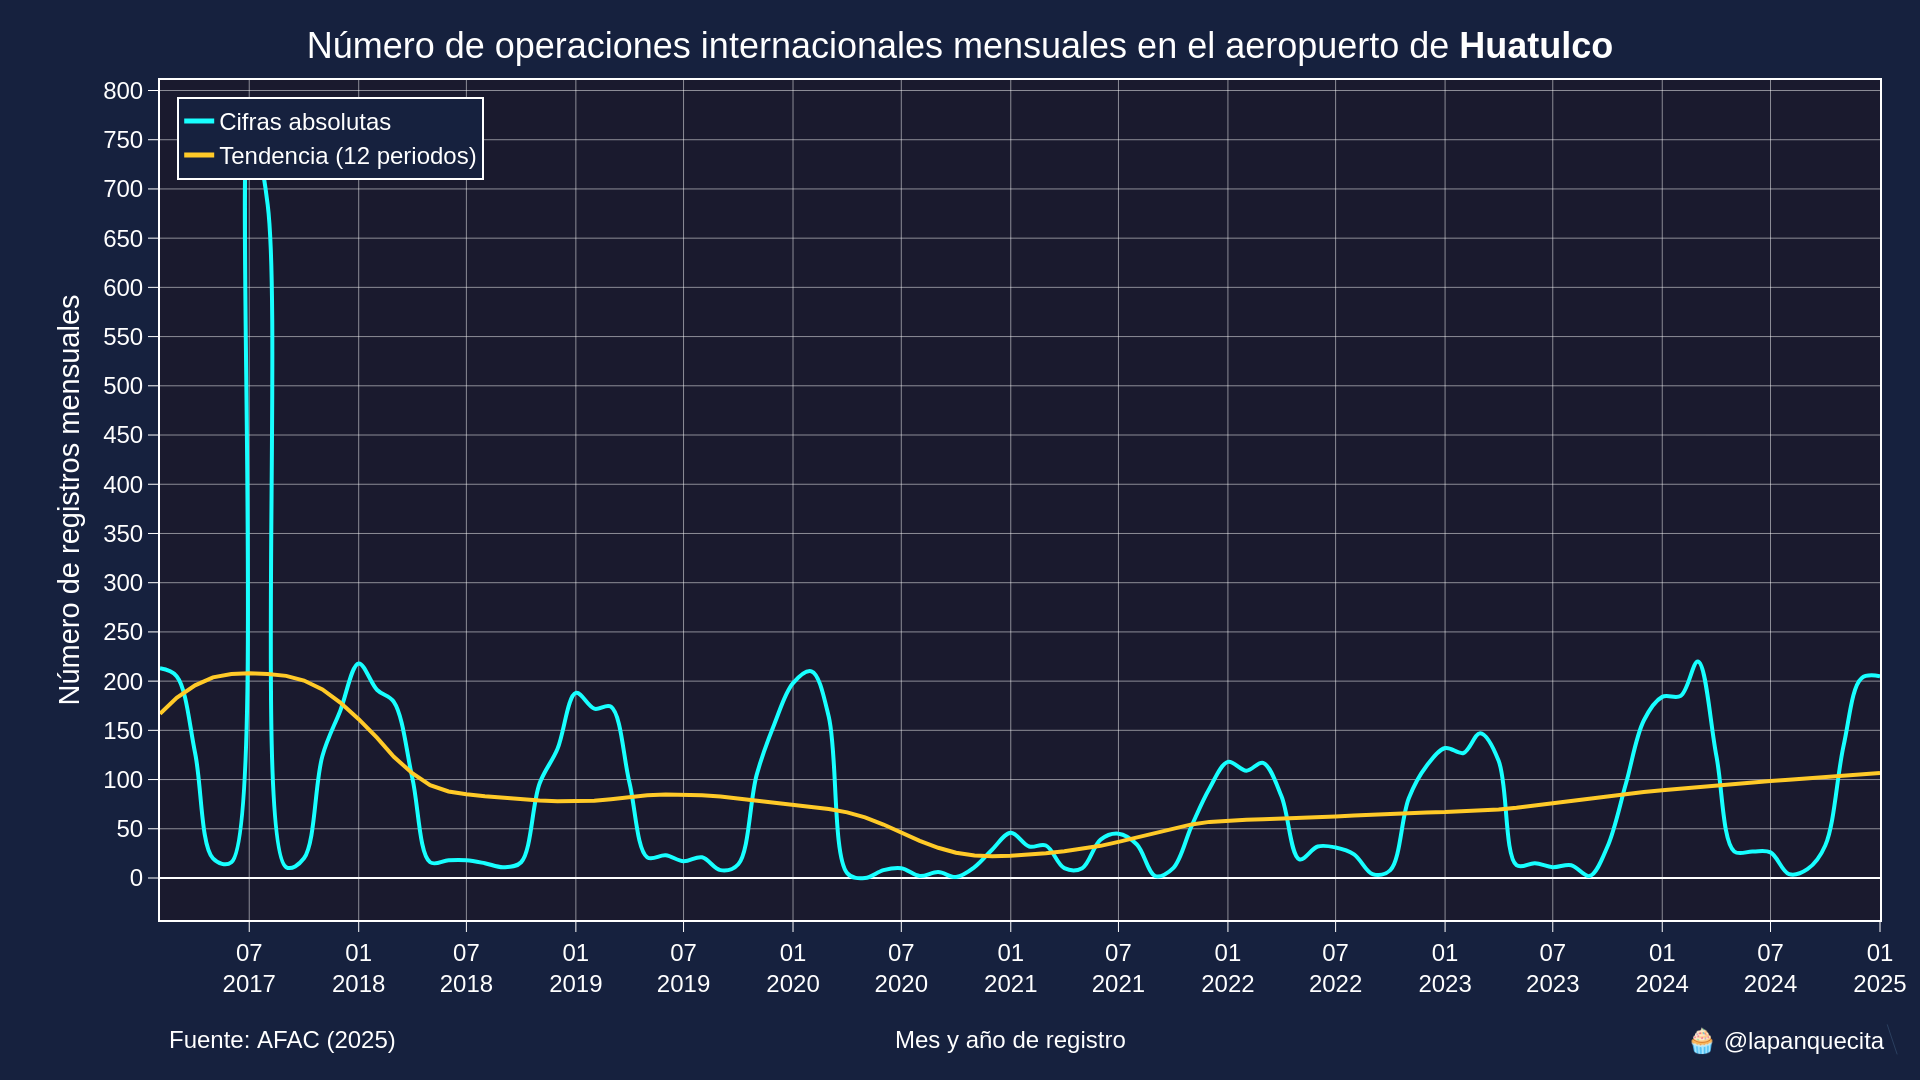 Número de operaciones internacionales mensuales en el aeropuerto de Huatulco
Cifras absolutas
Tendencia (12 periodos)
Número de registros mensuales
800
750
700
650
600
550
500
450
400
350
300
250
200
150
100
50
0
07 01 07 01 07 01 07 01 07 01 07 01 07 01 07 01
2017 2018 2018 2019 2019 2020 2020 2021 2021 2022 2022 2023 2023 2024 2024 2025
Fuente: AFAC (2025)
Mes y año de registro
🧁 @lapanquecita